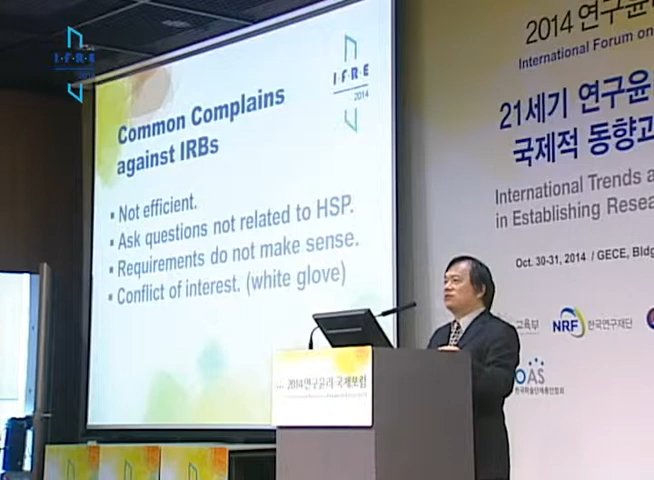 I·F·R·E
I·F·R·E
2014
Common Complains
against IRBs
▪ Not efficient.
▪ Ask questions not related to HSP.
▪ Requirements do not make sense.
▪ Conflict of interest. (white glove)
2014 연구윤리
International Forum on
21세기 연구윤
국제적 동향과
International Trends a
in Establishing Resea
Oct. 30-31, 2014 / GECE, Bldg
교육부
NRF 한국연구재단
OAS
2014 연구윤리 국제포럼